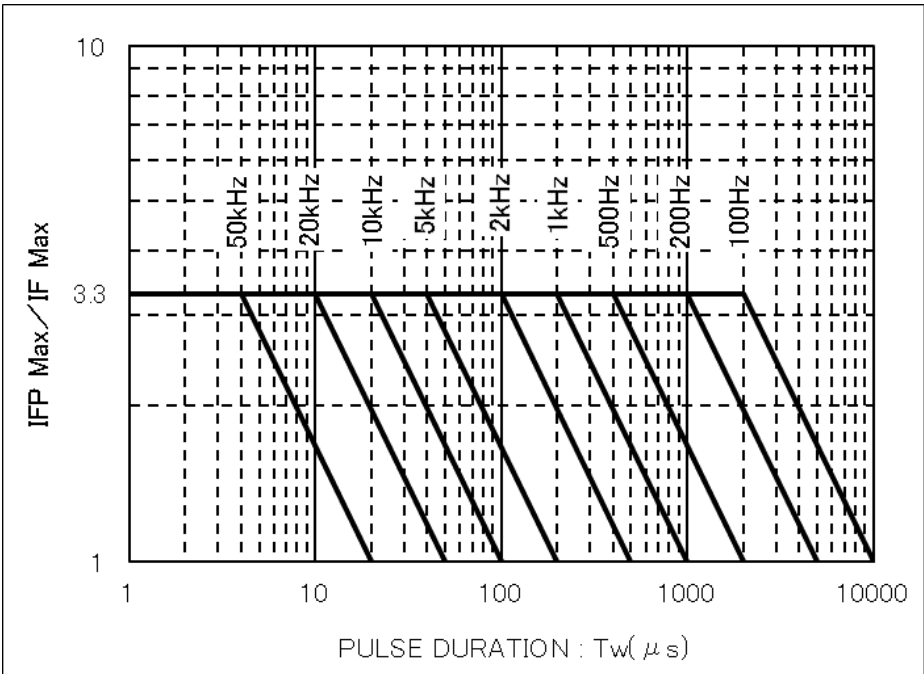 10
3.3
1
IFP Max／IF Max
50kHz
20kHz
10kHz
5kHz
2kHz
1kHz
500Hz
200Hz
100Hz
1 10 100 1000 10000
PULSE DURATION : Tw(μs)